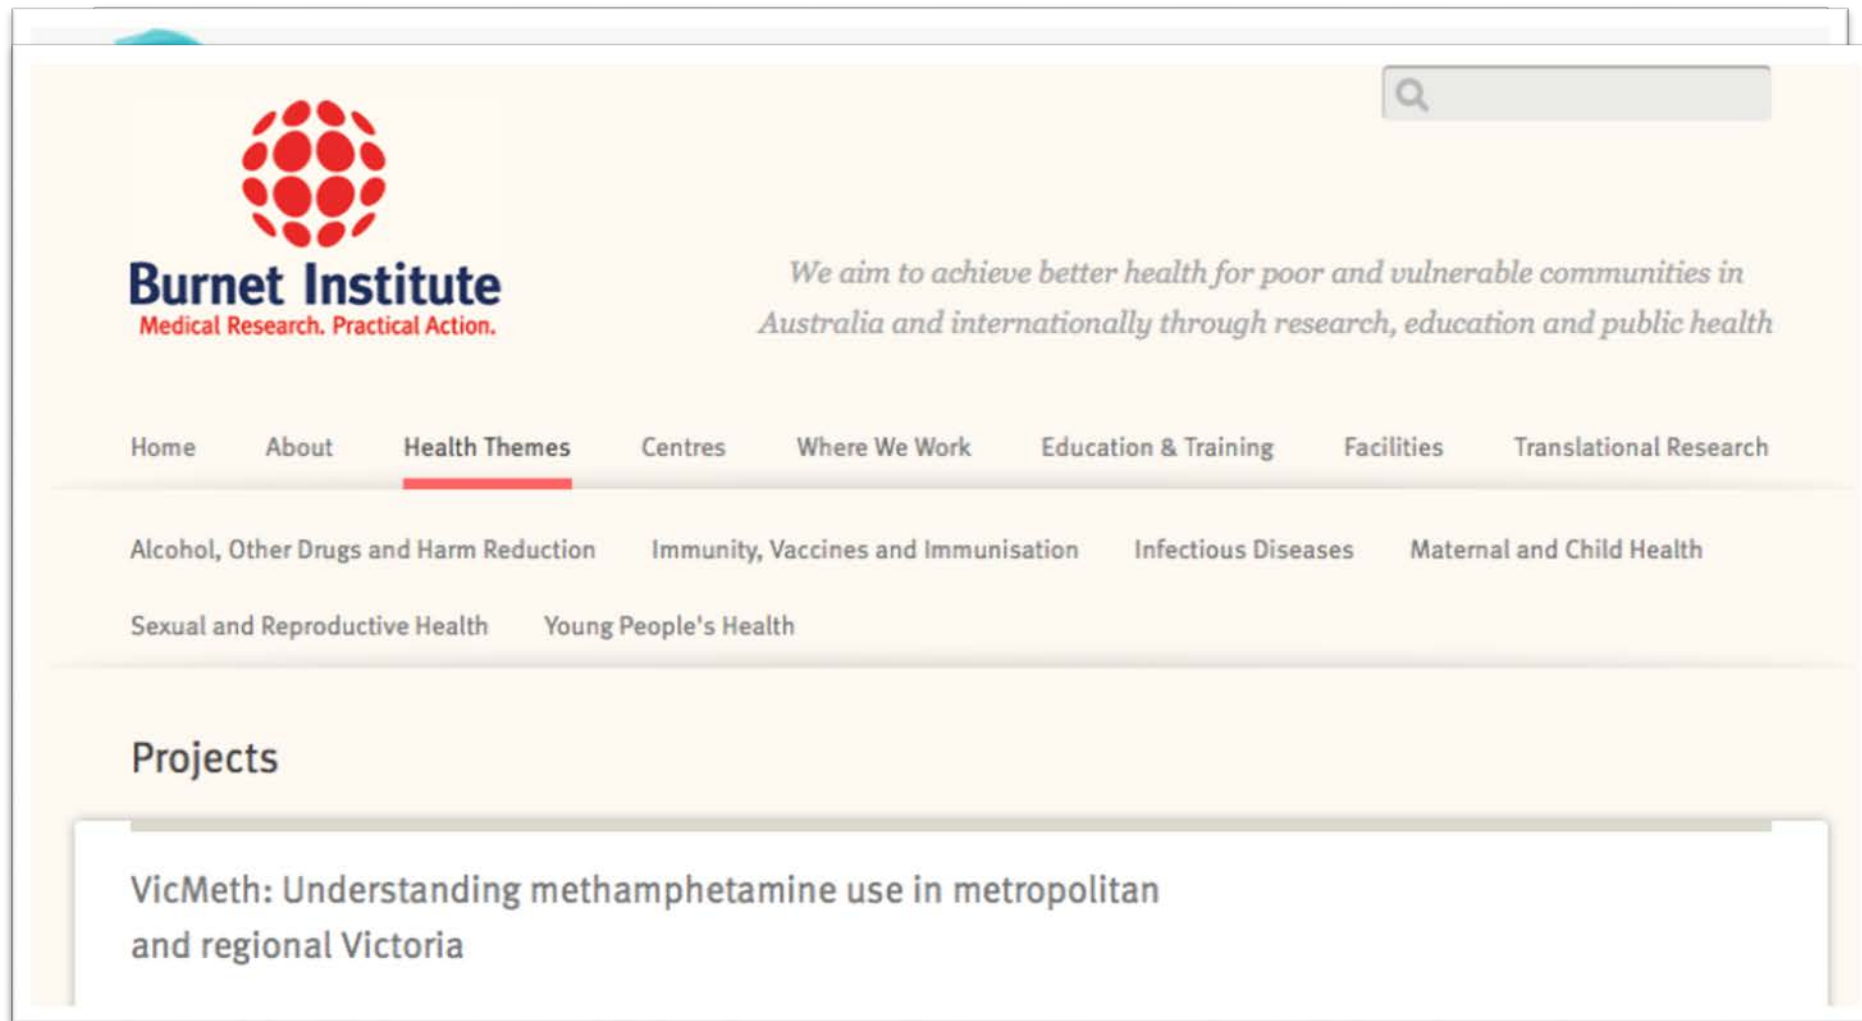 Burnet Institute
Medical Research. Practical Action.
We aim to achieve better health for poor and vulnerable communities in
Australia and internationally through research, education and public health
Home About Health Themes Centres Where We Work Education & Training Facilities Translational Research
Alcohol, Other Drugs and Harm Reduction Immunity, Vaccines and Immunisation Infectious Diseases Maternal and Child Health
Sexual and Reproductive Health Young People's Health
Projects
VicMeth: Understanding methamphetamine use in metropolitan
and regional Victoria